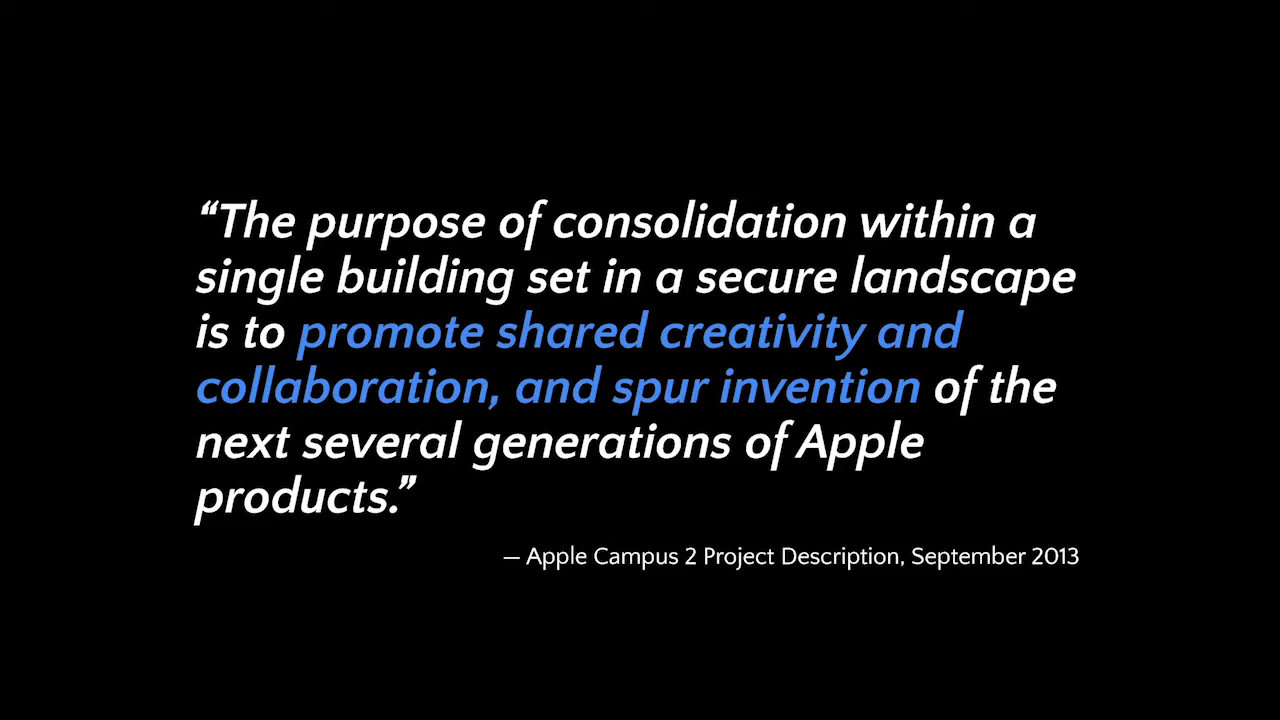 “The purpose of consolidation within a
single building set in a secure landscape
is to promote shared creativity and
collaboration, and spur invention of the
next several generations of Apple
products.”
— Apple Campus 2 Project Description, September 2013